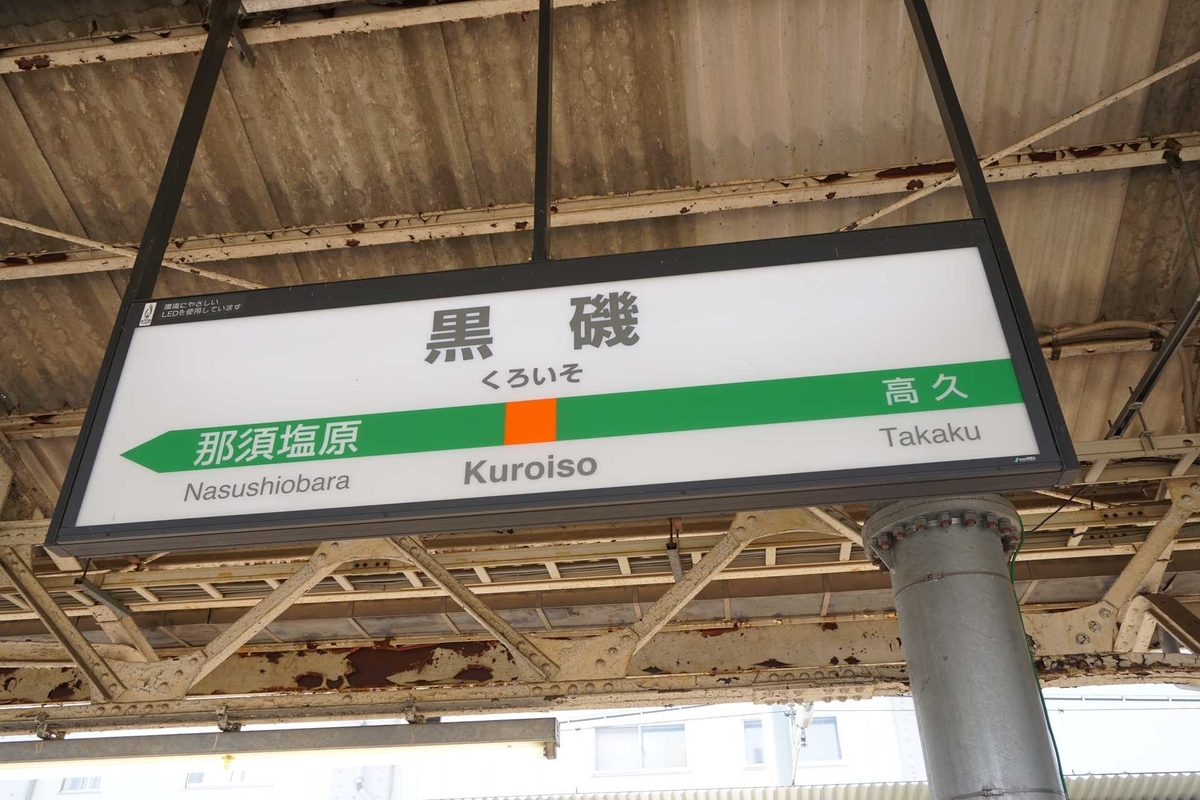 環境にやさしい
LEDを使用しています
黒 磯
くろいそ
那須塩原 高久
Nasushiobara Kuroiso Takaku